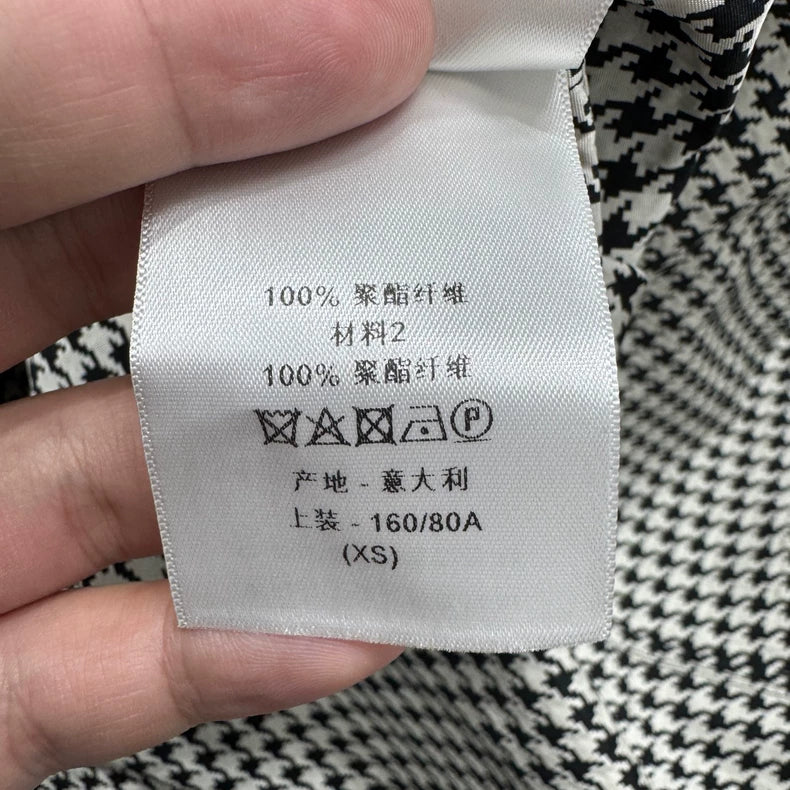 100% 聚酯纤维
材料2
100% 聚酯纤维
P
产地 - 意大利
上装 - 160/80A
(XS)